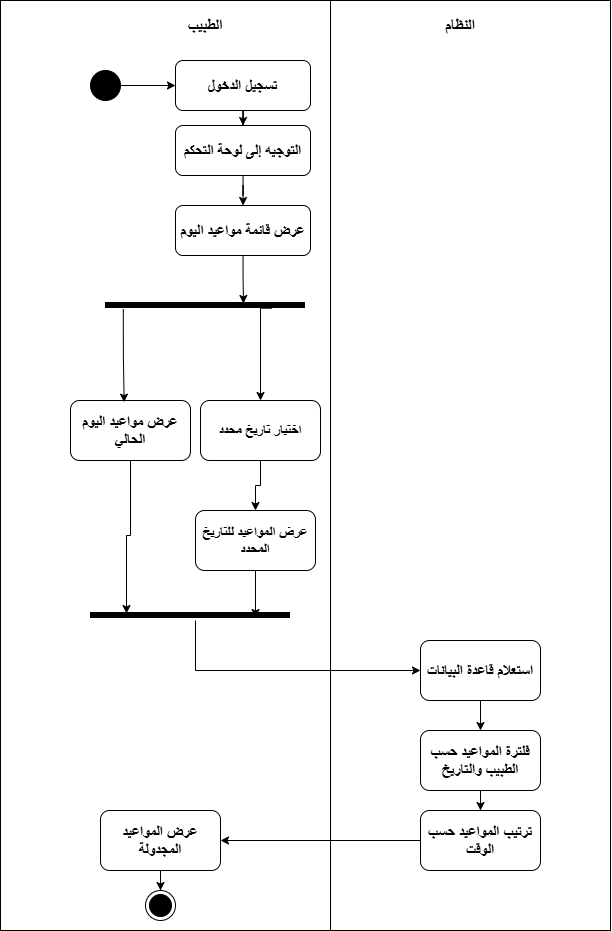 الطبيب
النظام
تسجيل الدخول
التوجيه إلى لوحة التحكم
عرض قائمة مواعيد اليوم
عرض مواعيد اليوم
الحالي
اختيار تاريخ محدد
عرض المواعيد للتاريخ
المحدد
استعلام قاعدة البيانات
فلترة المواعيد حسب
الطبيب والتاريخ
ترتيب المواعيد حسب
الوقت
عرض المواعيد
المجدولة